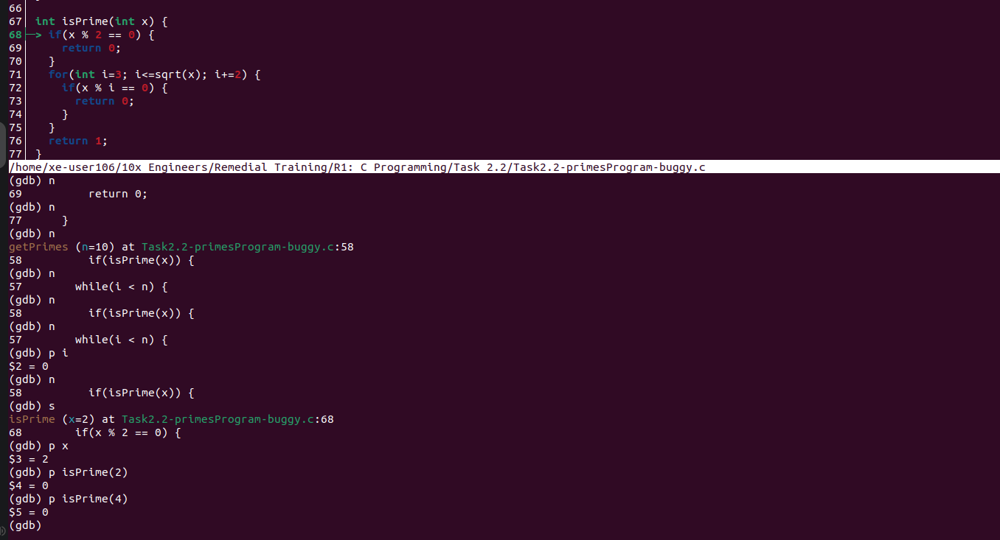 66
67 int isPrime(int x) {
68 > if(x % 2 == 0) {
69 return 0;
70 }
71 for(int i=3; i<=sqrt(x); i+=2) {
72 if(x % i == 0) {
73 return 0;
74 }
75 }
76 return 1;
77 }
/home/xe-user106/10x Engineers/Remedial Training/R1: C Programming/Task 2.2/Task2.2-primesProgram-buggy.c
(gdb) n
69 return 0;
(gdb) n
77 }
(gdb) n
getPrimes (n=10) at Task2.2-primesProgram-buggy.c:58
58 if(isPrime(x)) {
(gdb) n
57 while(i < n) {
(gdb) n
58 if(isPrime(x)) {
(gdb) n
57 while(i < n) {
(gdb) p i
$2 = 0
(gdb) n
58 if(isPrime(x)) {
(gdb) s
isPrime (x=2) at Task2.2-primesProgram-buggy.c:68
68 if(x % 2 == 0) {
(gdb) p x
$3 = 2
(gdb) p isPrime(2)
$4 = 0
(gdb) p isPrime(4)
$5 = 0
(gdb)